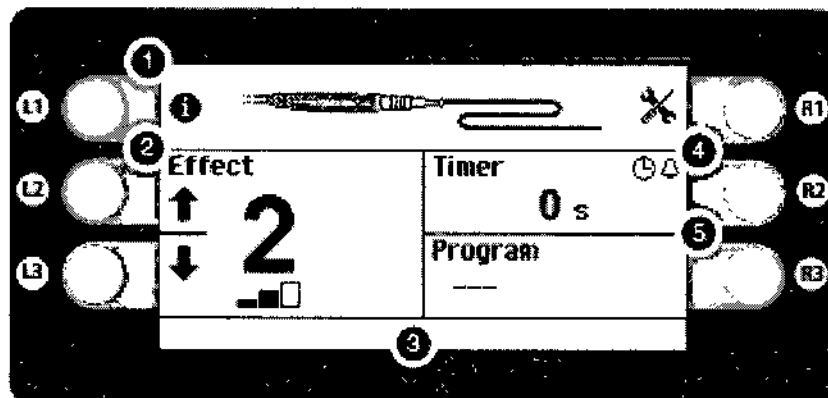 1
L1 i R1
2 4
Effect Timer
L2 2 0 s R2
5
L3 Program R3
---
3